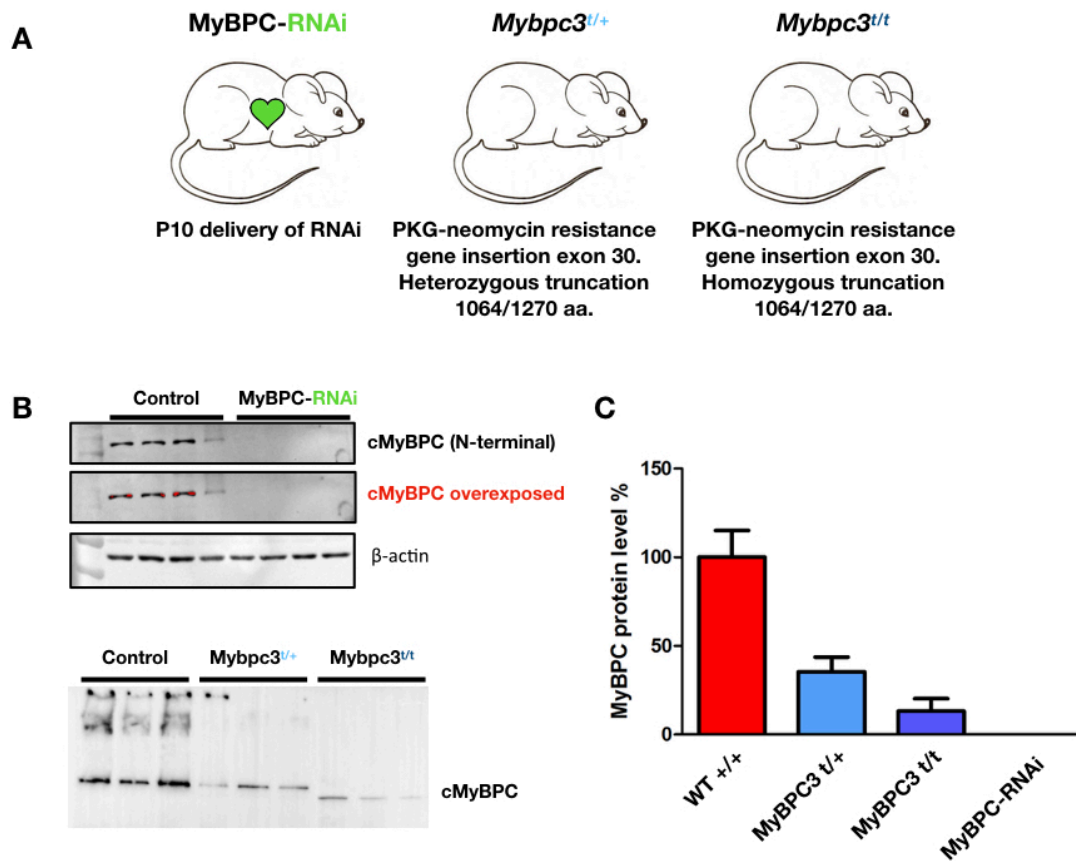 A
MyBPC-RNAi
Mybpc3t/+
Mybpc3t/t
P10 delivery of RNAi
PKG-neomycin resistance
gene insertion exon 30.
Heterozygous truncation
1064/1270 aa.
PKG-neomycin resistance
gene insertion exon 30.
Homozygous truncation
1064/1270 aa.
B
Control
MyBPC-RNAi
cMyBPC (N-terminal)
cMyBPC overexposed
β-actin
Control
Mybpc3t/+
Mybpc3t/t
cMyBPC
C
MyBPC protein level %
150
100
50
0
WT +/+
MyBPC3 t/+
MyBPC3 t/t
MyBPC-RNAi